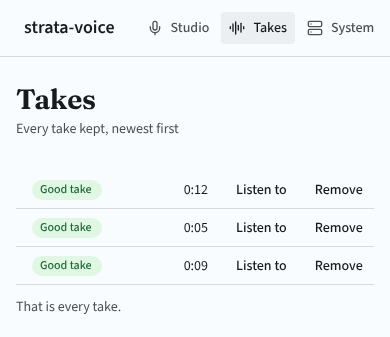 strata-voice Studio Takes System
Takes
Every take kept, newest first
Good take 0:12 Listen to Remove
Good take 0:05 Listen to Remove
Good take 0:09 Listen to Remove
That is every take.